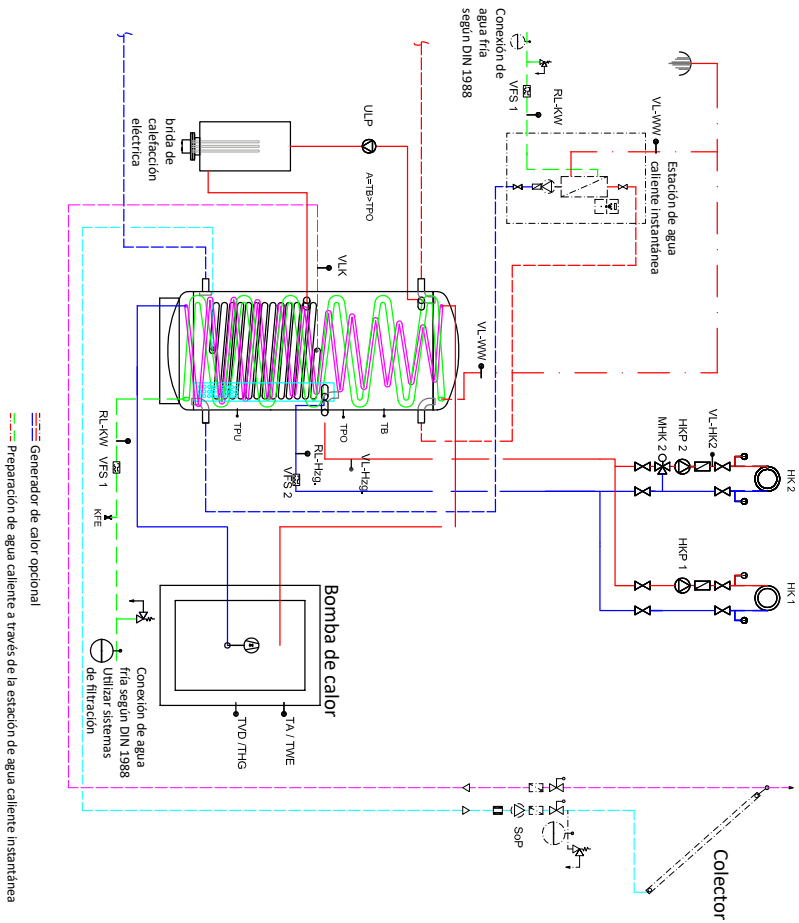 HK 2
HK 1
Colector
VL-HK2
HKP 2
HKP 1
MHK 2
SoP
VL-WW
VL-WW
Estación de agua
caliente instantánea
RL-KW
VFS 1
Conexión de
agua fría
según DIN 1988
TB
TPO
TPU
VL-Hzg.
RL-Hzg.
VFS 2
Bomba de calor
TA / TWE
TVD /THG
ULP
A=TB>TPO
VLK
brida de
calefacción
eléctrica
RL-KW
VFS 1
KFE
Conexión de agua
fría según DIN 1988
Utilizar sistemas
de filtración
Generador de calor opcional
Preparación de agua caliente a través de la estación de agua caliente instantánea